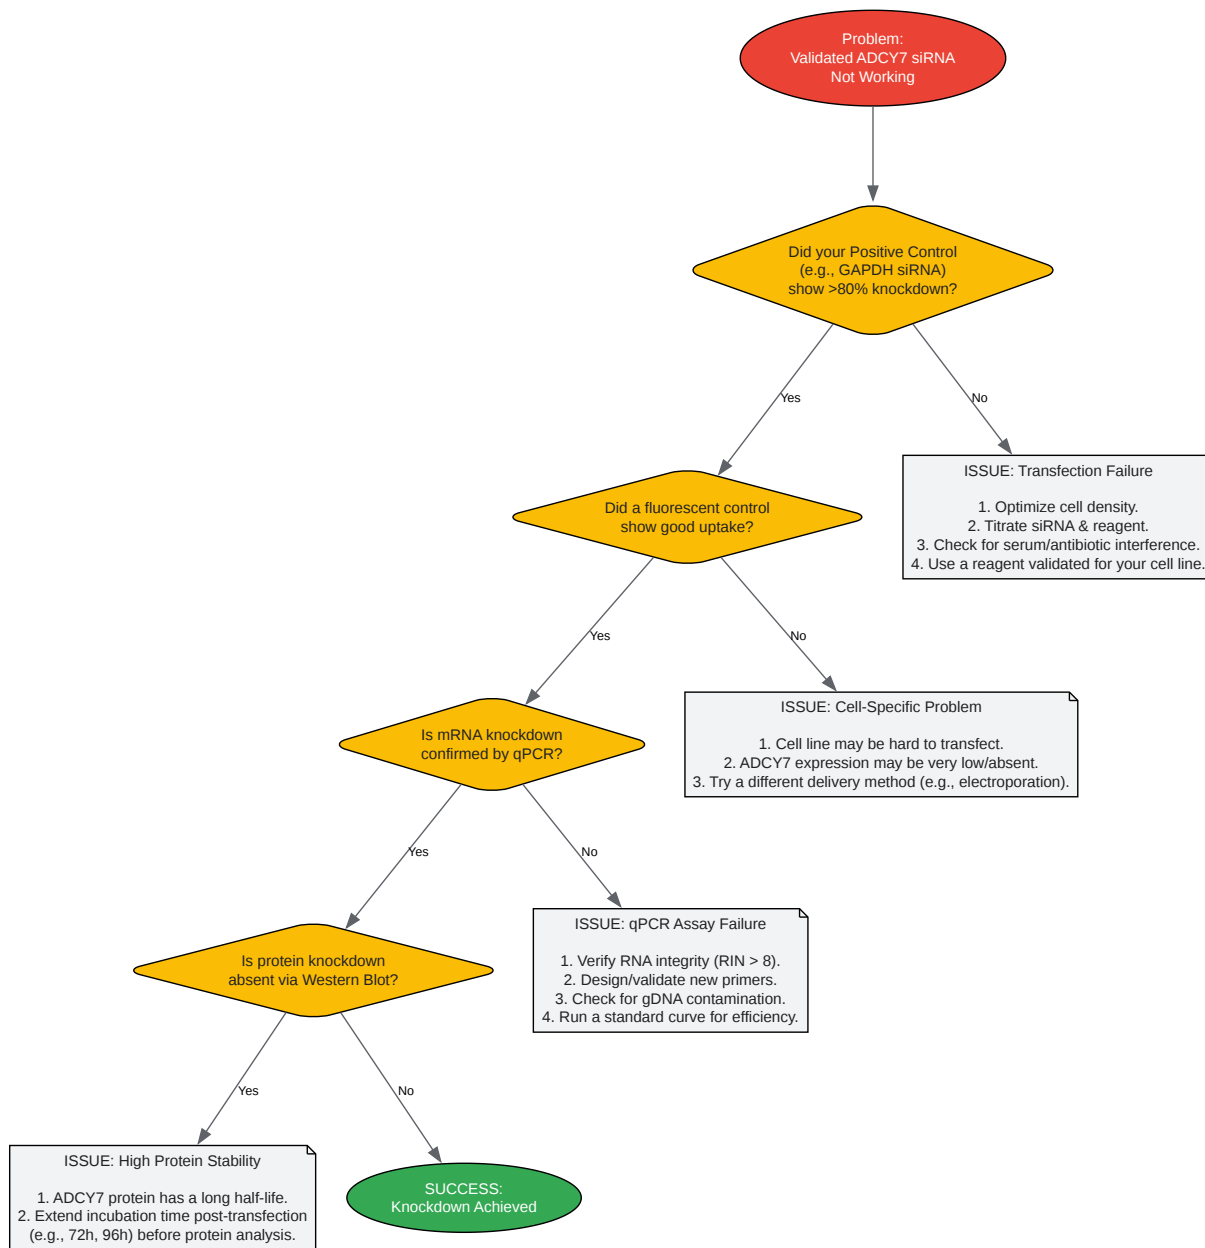 Problem:
Validated ADCY7 siRNA
Not Working
Did your Positive Control
(e.g., GAPDH siRNA)
show >80% knockdown?
Yes
No
ISSUE: Transfection Failure
1. Optimize cell density.
2. Titrate siRNA & reagent.
3. Check for serum/antibiotic interference.
4. Use a reagent validated for your cell line.
Did a fluorescent control
show good uptake?
Yes
No
ISSUE: Cell-Specific Problem
1. Cell line may be hard to transfect.
2. ADCY7 expression may be very low/absent.
3. Try a different delivery method (e.g., electroporation).
Is mRNA knockdown
confirmed by qPCR?
Yes
No
ISSUE: qPCR Assay Failure
1. Verify RNA integrity (RIN > 8).
2. Design/validate new primers.
3. Check for gDNA contamination.
4. Run a standard curve for efficiency.
Is protein knockdown
absent via Western Blot?
Yes
No
ISSUE: High Protein Stability
1. ADCY7 protein has a long half-life.
2. Extend incubation time post-transfection
(e.g., 72h, 96h) before protein analysis.
SUCCESS:
Knockdown Achieved